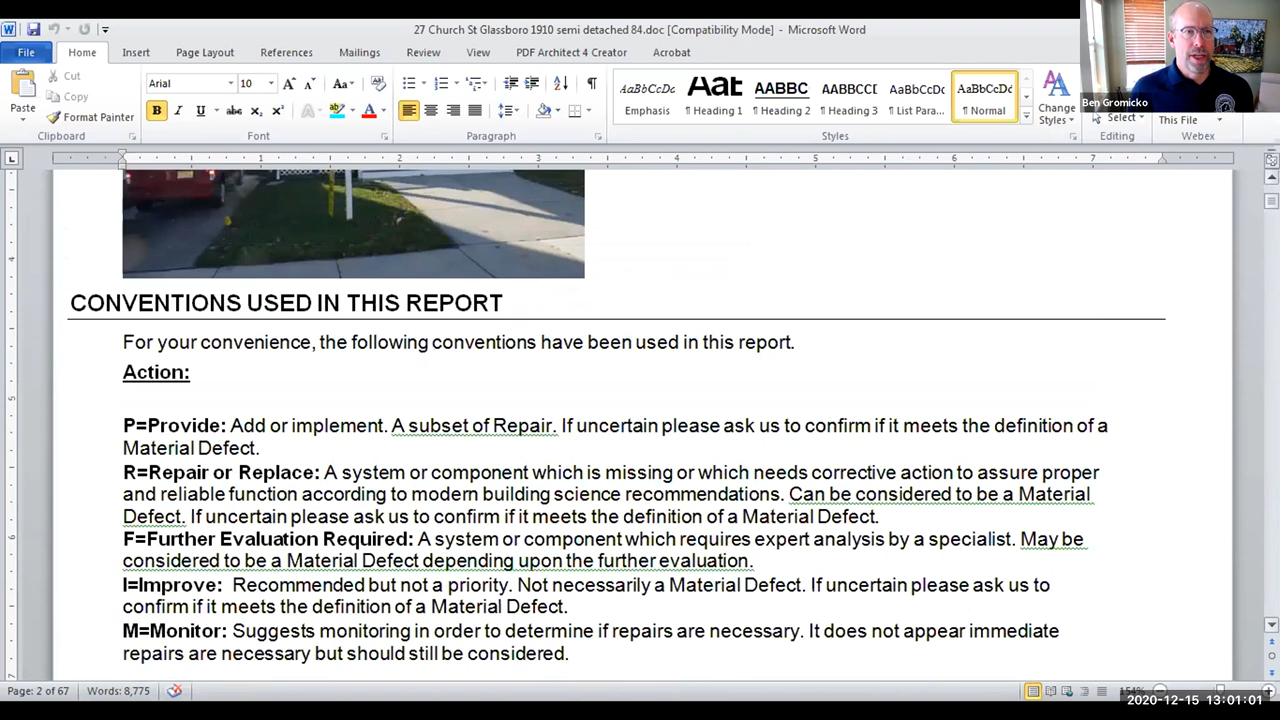 27 Church St Glassboro 1910 semi detached 84.doc [Compatibility Mode] - Microsoft Word
File Home Insert Page Layout References Mailings Review View PDF Architect 4 Creator Acrobat
Paste
Cut
Copy
Format Painter
Clipboard
Arial 10
Font
Paragraph
AaBbCcDc Aat AABBC AABBCCI AaBbCcDc AaBbCcDc
Emphasis ¶ Heading 1 ¶ Heading 2 ¶ Heading 3 ¶ List Para... ¶ Normal
Styles
Change
Styles
Ben Gromicko
Select
Editing
This File
Webex
1 2 3 4 5 6 7
CONVENTIONS USED IN THIS REPORT
For your convenience, the following conventions have been used in this report.
Action:
P=Provide: Add or implement. A subset of Repair. If uncertain please ask us to confirm if it meets the definition of a
Material Defect.
R=Repair or Replace: A system or component which is missing or which needs corrective action to assure proper
and reliable function according to modern building science recommendations. Can be considered to be a Material
Defect. If uncertain please ask us to confirm if it meets the definition of a Material Defect.
F=Further Evaluation Required: A system or component which requires expert analysis by a specialist. May be
considered to be a Material Defect depending upon the further evaluation.
I=Improve: Recommended but not a priority. Not necessarily a Material Defect. If uncertain please ask us to
confirm if it meets the definition of a Material Defect.
M=Monitor: Suggests monitoring in order to determine if repairs are necessary. It does not appear immediate
repairs are necessary but should still be considered.
Page: 2 of 67 Words: 8,775 154%
2020-12-15 13:01:01